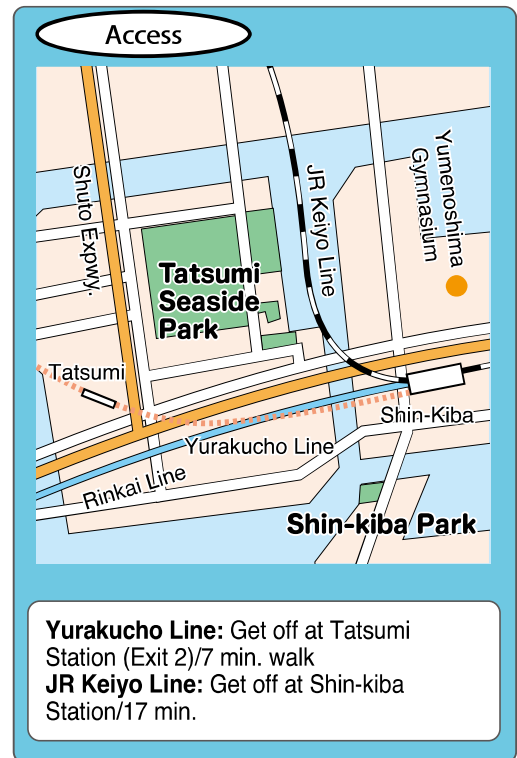 Access
Shuto Expwy.
JR Keiyo Line
Yumenoshima
Gymnasium
Tatsumi
Seaside
Park
Tatsumi
Shin-Kiba
Yurakucho Line
Rinkai Line
Shin-kiba Park
Yurakucho Line: Get off at Tatsumi
Station (Exit 2)/7 min. walk
JR Keiyo Line: Get off at Shin-kiba
Station/17 min.